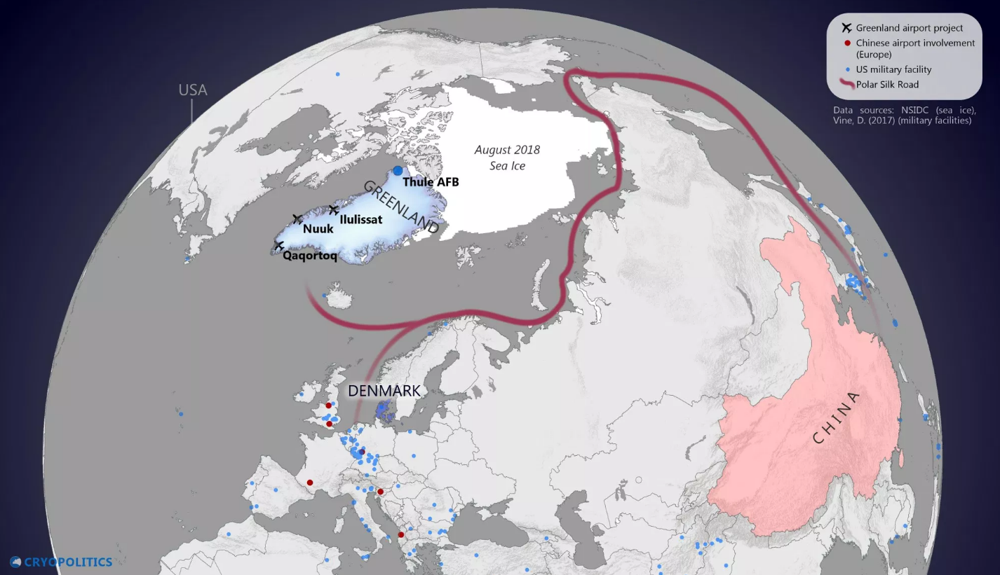 Greenland airport project
Chinese airport involvement
(Europe)
US military facility
Polar Silk Road
Data sources: NSIDC (sea ice),
Vine, D. (2017) (military facilities)
USA
August 2018
Sea Ice
Thule AFB
GREENLAND
Ilulissat
Nuuk
Qaqortoq
DENMARK
CHINA
CRYOPOLITICS